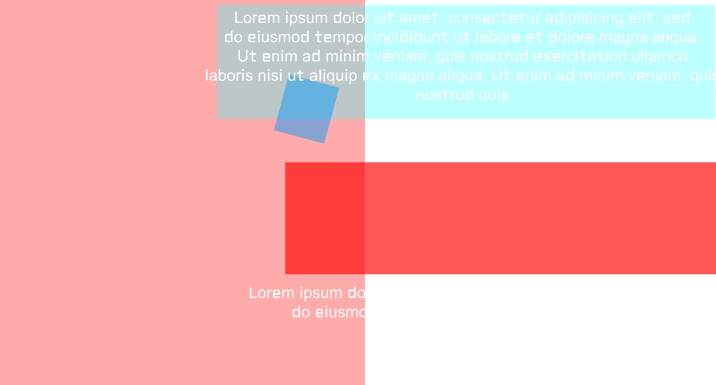 Lorem ipsum dolor sit amet, consectetur adipisicing elit, sed
do eiusmod tempor incididunt ut labore et dolore magna aliqua.
Ut enim ad minim veniam, quis nostrud exercitation ullamco
laboris nisi ut aliquip ex magna aliqua. Ut enim ad minim veniam, quis
nostrud quis
Lorem ipsum do
do eiusmo